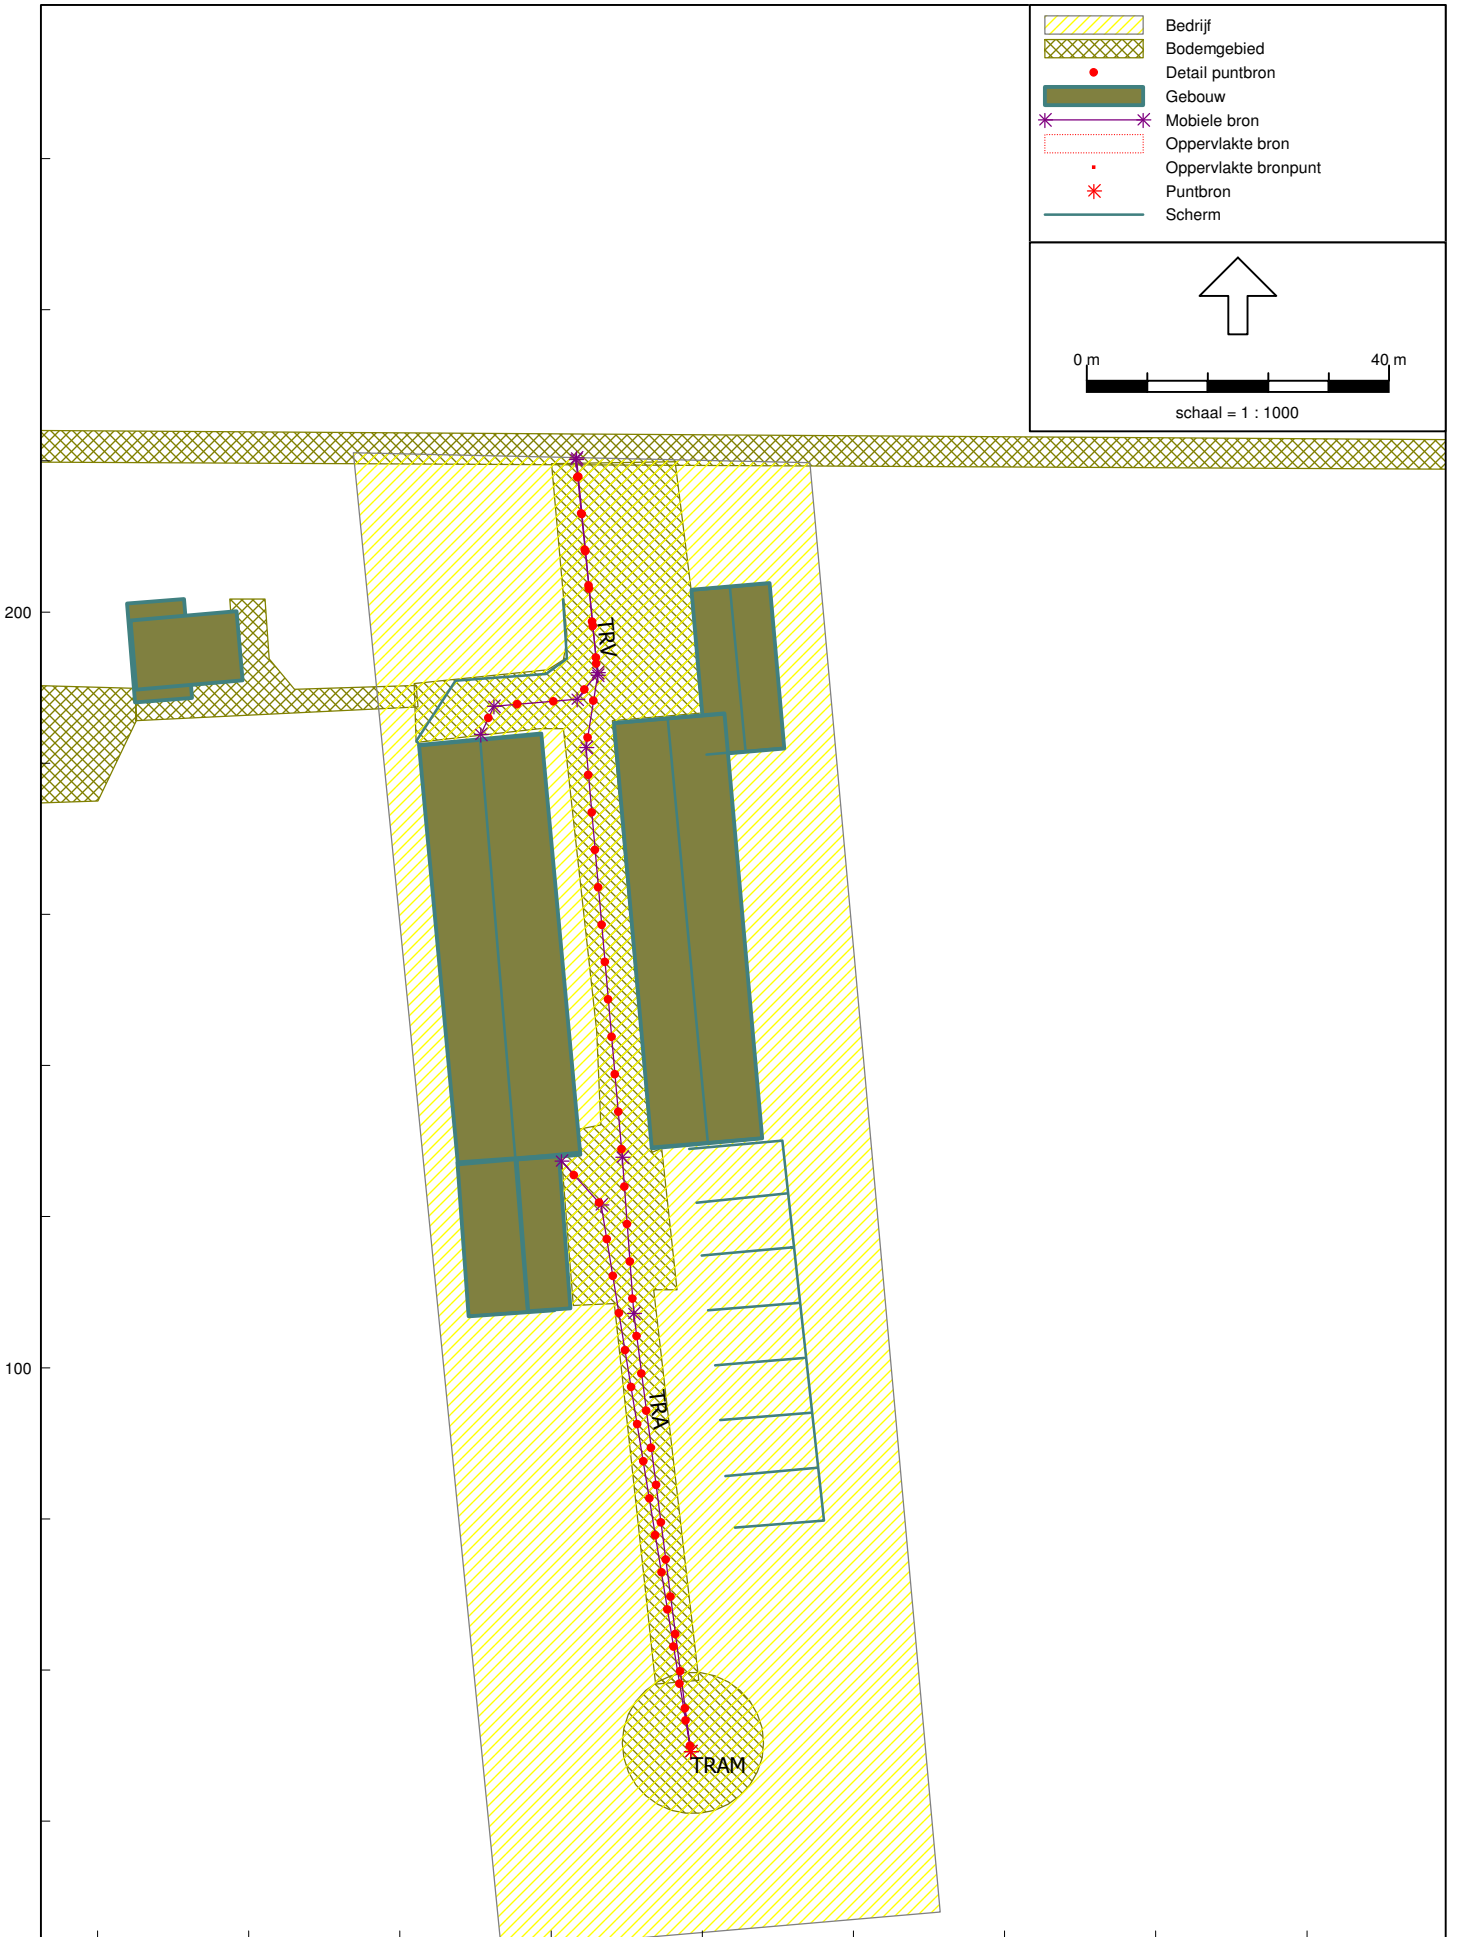 Bedrijf
Bodemgebied
Detail puntbron
Gebouw
Mobiele bron
Oppervlakte bron
Oppervlakte bronpunt
Puntbron
Scherm
0 m 40 m
schaal = 1 : 1000
200
TRV
100
TRA
TRAM